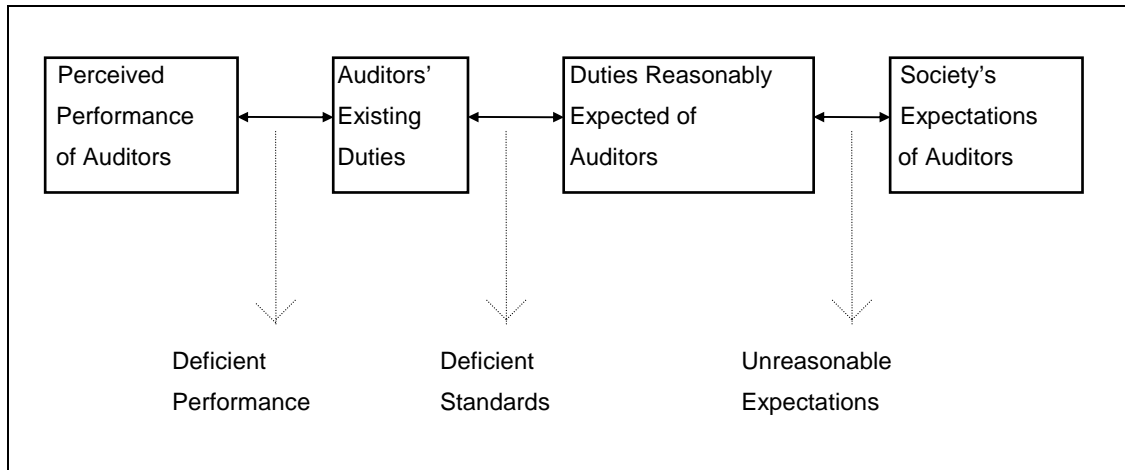 Perceived
Performance
of Auditors
Auditors’
Existing
Duties
Duties Reasonably
Expected of
Auditors
Society’s
Expectations
of Auditors
Deficient
Performance
Deficient
Standards
Unreasonable
Expectations